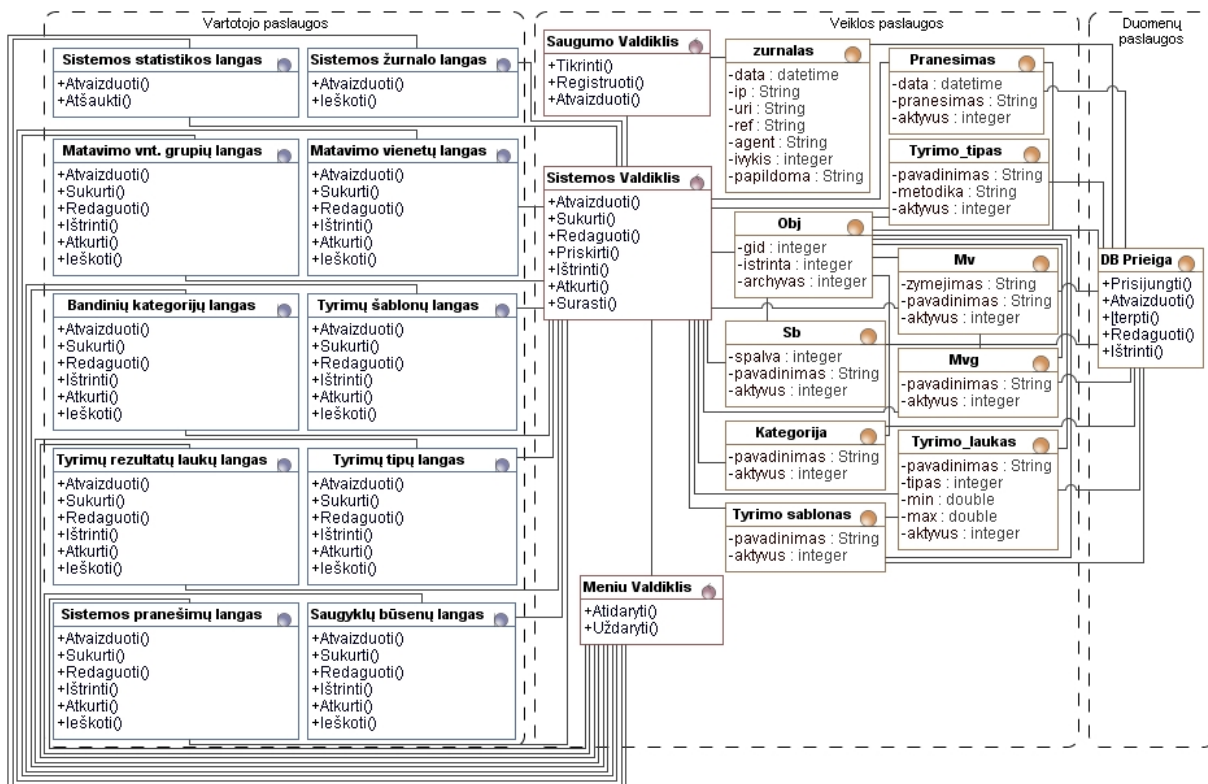 Vartotojo paslaugos
Sistemos statistikos langas
+Atvaizduoti()
+Atšaukti()
Sistemos žurnalo langas
+Atvaizduoti()
+Ieškoti()
Matavimo vnt. grupių langas
+Atvaizduoti()
+Sukurti()
+Redaguoti()
+Ištrinti()
+Atkurti()
+Ieškoti()
Matavimo vienetų langas
+Atvaizduoti()
+Sukurti()
+Redaguoti()
+Ištrinti()
+Atkurti()
+Ieškoti()
Bandinių kategorijų langas
+Atvaizduoti()
+Sukurti()
+Redaguoti()
+Ištrinti()
+Atkurti()
+Ieškoti()
Tyrimų šablonų langas
+Atvaizduoti()
+Sukurti()
+Redaguoti()
+Ištrinti()
+Atkurti()
+Ieškoti()
Tyrimų rezultatų laukų langas
+Atvaizduoti()
+Sukurti()
+Redaguoti()
+Ištrinti()
+Atkurti()
+Ieškoti()
Tyrimų tipų langas
+Atvaizduoti()
+Sukurti()
+Redaguoti()
+Ištrinti()
+Atkurti()
+Ieškoti()
Sistemos pranešimų langas
+Atvaizduoti()
+Sukurti()
+Redaguoti()
+Ištrinti()
+Atkurti()
+Ieškoti()
Saugyklų būsenų langas
+Atvaizduoti()
+Sukurti()
+Redaguoti()
+Ištrinti()
+Atkurti()
+Ieškoti()
Veiklos paslaugos
Saugumo Valdiklis
+Tikrinti()
+Registruoti()
+Atvaizduoti()
Sistemos Valdiklis
+Atvaizduoti()
+Sukurti()
+Redaguoti()
+Priskirti()
+Ištrinti()
+Atkurti()
+Surasti()
Meniu Valdiklis
+Atidaryti()
+Uždaryti()
zurnalas
-data : datetime
-ip : String
-uri : String
-ref : String
-agent : String
-ivykis : integer
-papildoma : String
Pranesimas
-data : datetime
-pranesimas : String
-aktyvus : integer
Tyrimo_tipas
-pavadinimas : String
-metodika : String
-aktyvus : integer
Obj
-gid : integer
-istrinta : integer
-archyvas : integer
Mv
-zymejimas : String
-pavadinimas : String
-aktyvus : integer
Sb
-spalva : integer
-pavadinimas : String
-aktyvus : integer
Mvg
-pavadinimas : String
-aktyvus : integer
Kategorija
-pavadinimas : String
-aktyvus : integer
Tyrimo_laukas
-pavadinimas : String
-tipas : integer
-min : double
-max : double
-aktyvus : integer
Tyrimo sablonas
-pavadinimas : String
-aktyvus : integer
Duomenų
paslaugos
DB Prieiga
+Prisijungti()
+Atvaizduoti()
+Įterpti()
+Redaguoti()
+Ištrinti()